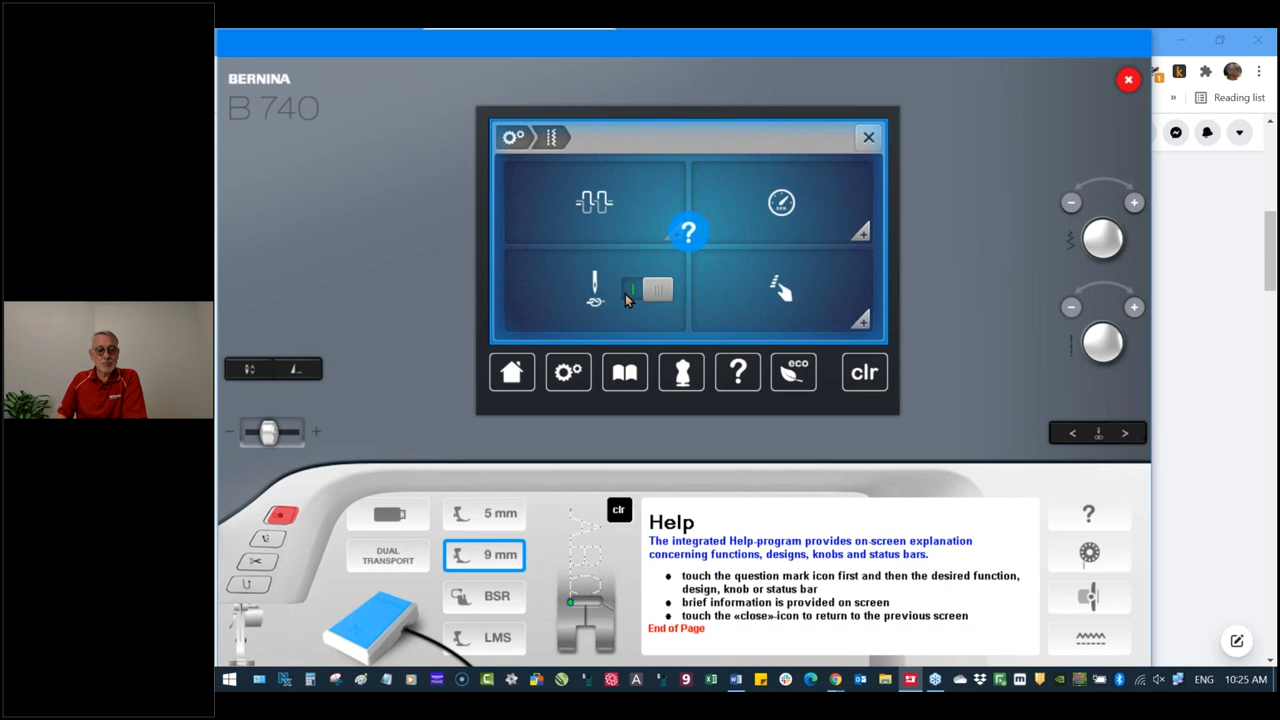 BERNINA
B 740
Reading list
?
eco
?
clr
5 mm
9 mm
BSR
LMS
DUAL
TRANSPORT
clr
Help
The integrated Help-program provides on-screen explanation
concerning functions, designs, knobs and status bars.
● touch the question mark icon first and then the desired function,
design, knob or status bar
● brief information is provided on screen
● touch the «close»-icon to return to the previous screen
End of Page
?
ENG
10:25 AM